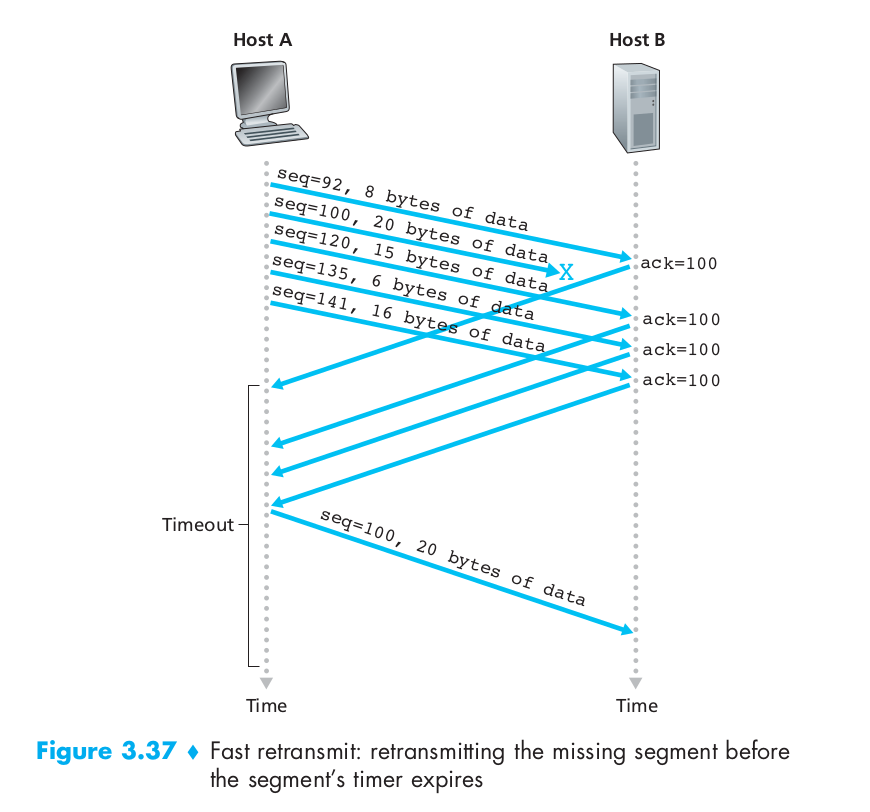 Host A
Host B
seq=92, 8 bytes of data
seq=100, 20 bytes of data
X
seq=120, 15 bytes of data
seq=135, 6 bytes of data
seq=141, 16 bytes of data
ack=100
ack=100
ack=100
ack=100
Timeout
seq=100, 20 bytes of data
Time
Time
Figure 3.37 ♦ Fast retransmit: retransmitting the missing segment before
the segment’s timer expires